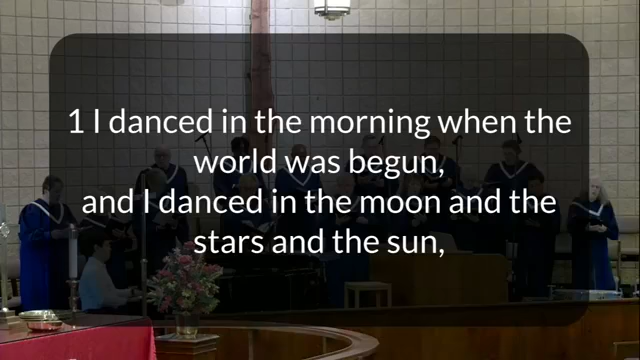 1 I danced in the morning when the
world was begun,
and I danced in the moon and the
stars and the sun,